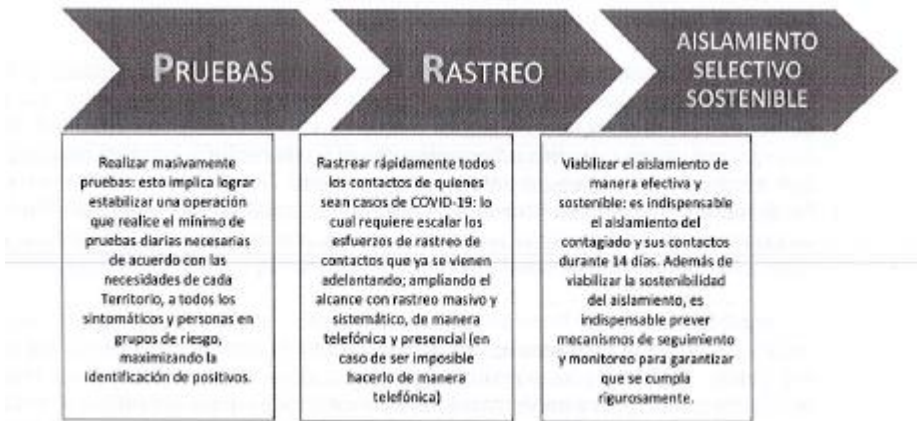 PRUEBAS
Realizar masivamente
pruebas: esto implica lograr
estabilizar una operación
que realice el mínimo de
pruebas diarias necesarias
de acuerdo con las
necesidades de cada
Territorio, a todos los
sintomáticos y personas en
grupos de riesgo,
maximizando la
identificación de positivos.
RASTREO
Rastrear rápidamente todos
los contactos de quienes
sean casos de COVID-19: lo
cual requiere escalar los
esfuerzos de rastreo de
contactos que ya se vienen
adelantando; ampliando el
alcance con rastreo masivo y
sistemático, de manera
telefónica y presencial (en
caso de ser imposible
hacerlo de manera
telefónica)
AISLAMIENTO
SELECTIVO
SOSTENIBLE
Viabilizar el aislamiento de
manera efectiva y
sostenible: es indispensable
el aislamiento del
contagiado y sus contactos
durante 14 días. Además de
viabilizar la sostenibilidad
del aislamiento, es
indispensable prever
mecanismos de seguimiento
y monitoreo para garantizar
que se cumpla
rigurosamente.